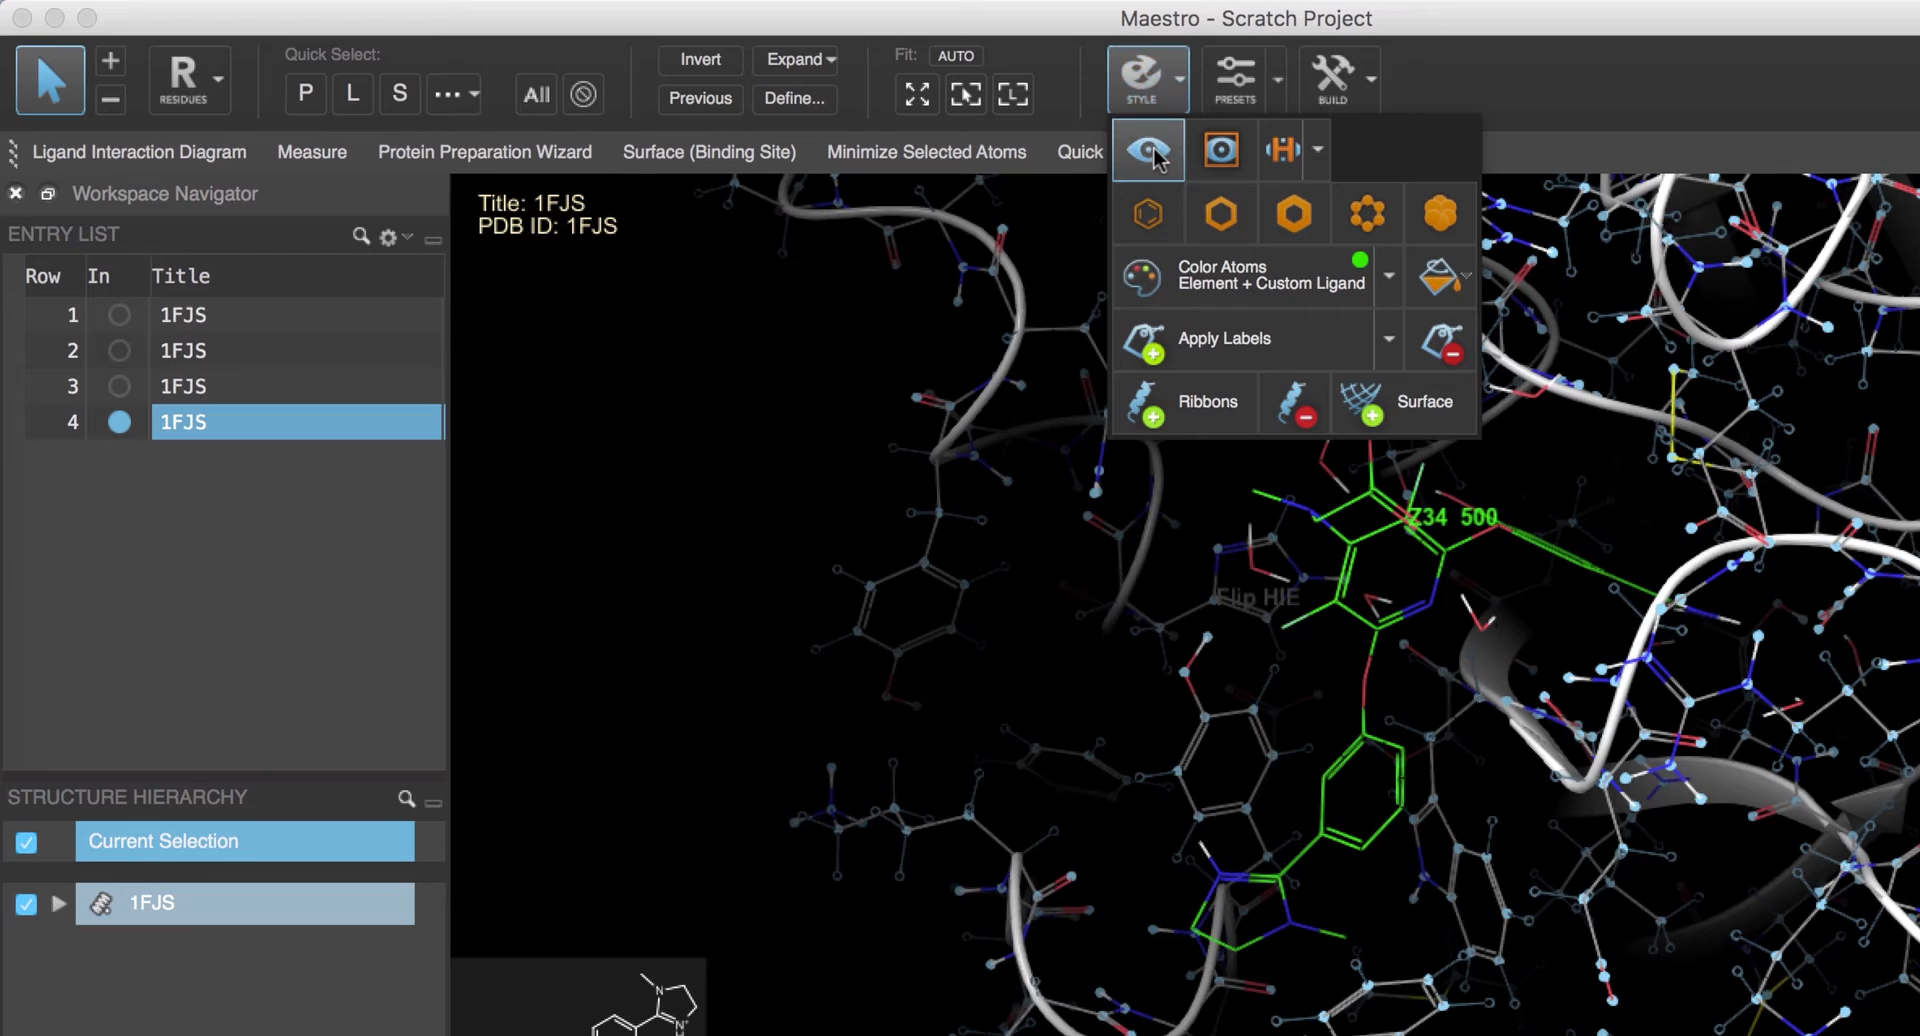 Maestro - Scratch Project
R
RESIDUES
Quick Select:
P L S ... All
Invert Expand
Previous Define...
Fit: AUTO
L
STYLE
PRESETS
BUILD
Ligand Interaction Diagram Measure Protein Preparation Wizard Surface (Binding Site) Minimize Selected Atoms Quick
H
Workspace Navigator
ENTRY LIST
Row In Title
1 1FJS
2 1FJS
3 1FJS
4 1FJS
Title: 1FJS
PDB ID: 1FJS
Color Atoms
Element + Custom Ligand
Apply Labels
Ribbons
Surface
Z34 500
Flip HIE
STRUCTURE HIERARCHY
Current Selection
1FJS
N
N+